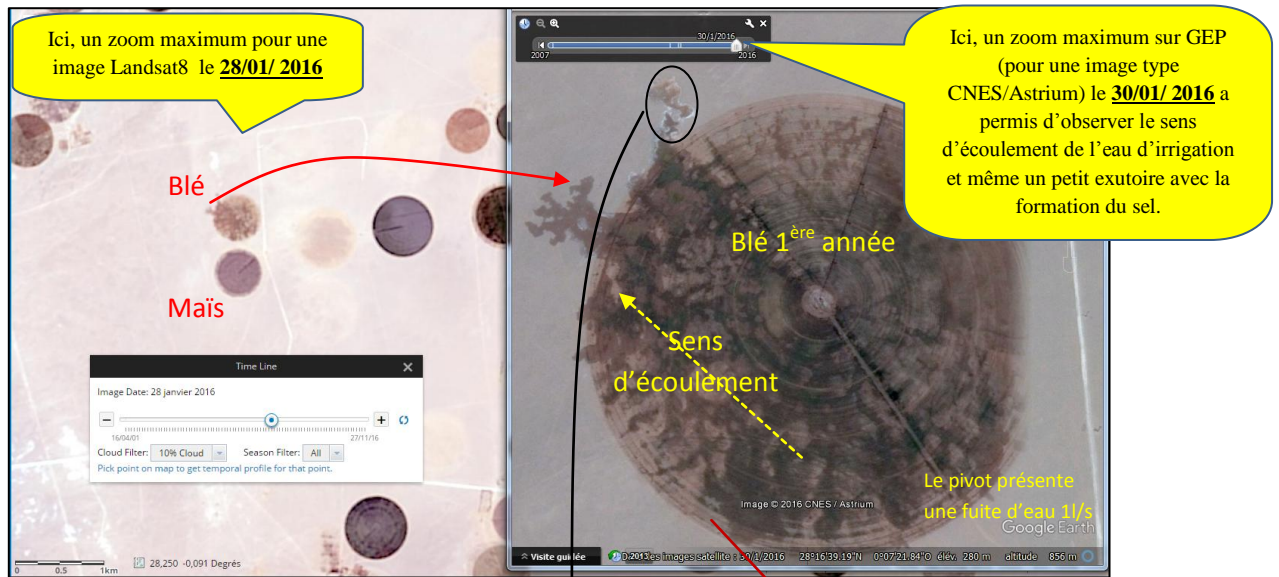 Ici, un zoom maximum pour une
image Landsat8 le 28/01/ 2016
Blé
Maïs
Time Line
Image Date: 28 janvier 2016
16/04/01
27/11/16
Cloud Filter: 10% Cloud Season Filter: All
Pick point on map to get temporal profile for that point.
0 0.5 1km
28,250 -0,091 Degrés
30/1/2016
2007
2016
Ici, un zoom maximum sur GEP
(pour une image type
CNES/Astrium) le 30/01/ 2016 a
permis d'observer le sens
d'écoulement de l'eau d'irrigation
et même un petit exutoire avec la
formation du sel.
Blé 1ère année
Sens
d'écoulement
Le pivot présente
une fuite d'eau 1l/s
Image © 2016 CNES / Astrium
Google Earth
Visite guidée
2013
images satellite : 30/1/2016 28°16'39.19"N 0°07'21.84"O élév. 280 m altitude 856 m